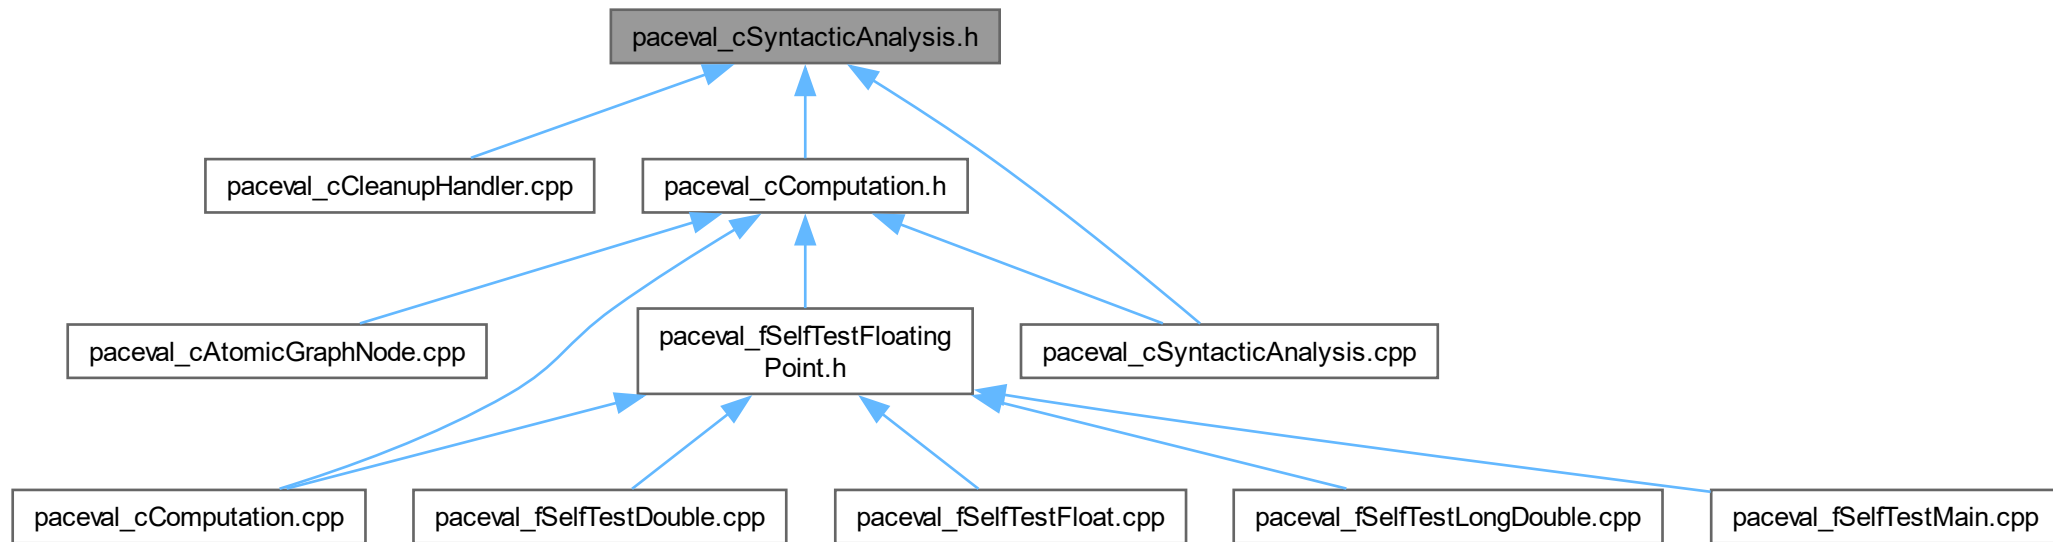 paceval_cSyntacticAnalysis.h
paceval_cCleanupHandler.cpp
paceval_cComputation.h
paceval_cAtomicGraphNode.cpp
paceval_fSelfTestFloating
Point.h
paceval_cSyntacticAnalysis.cpp
paceval_cComputation.cpp
paceval_fSelfTestDouble.cpp
paceval_fSelfTestFloat.cpp
paceval_fSelfTestLongDouble.cpp
paceval_fSelfTestMain.cpp